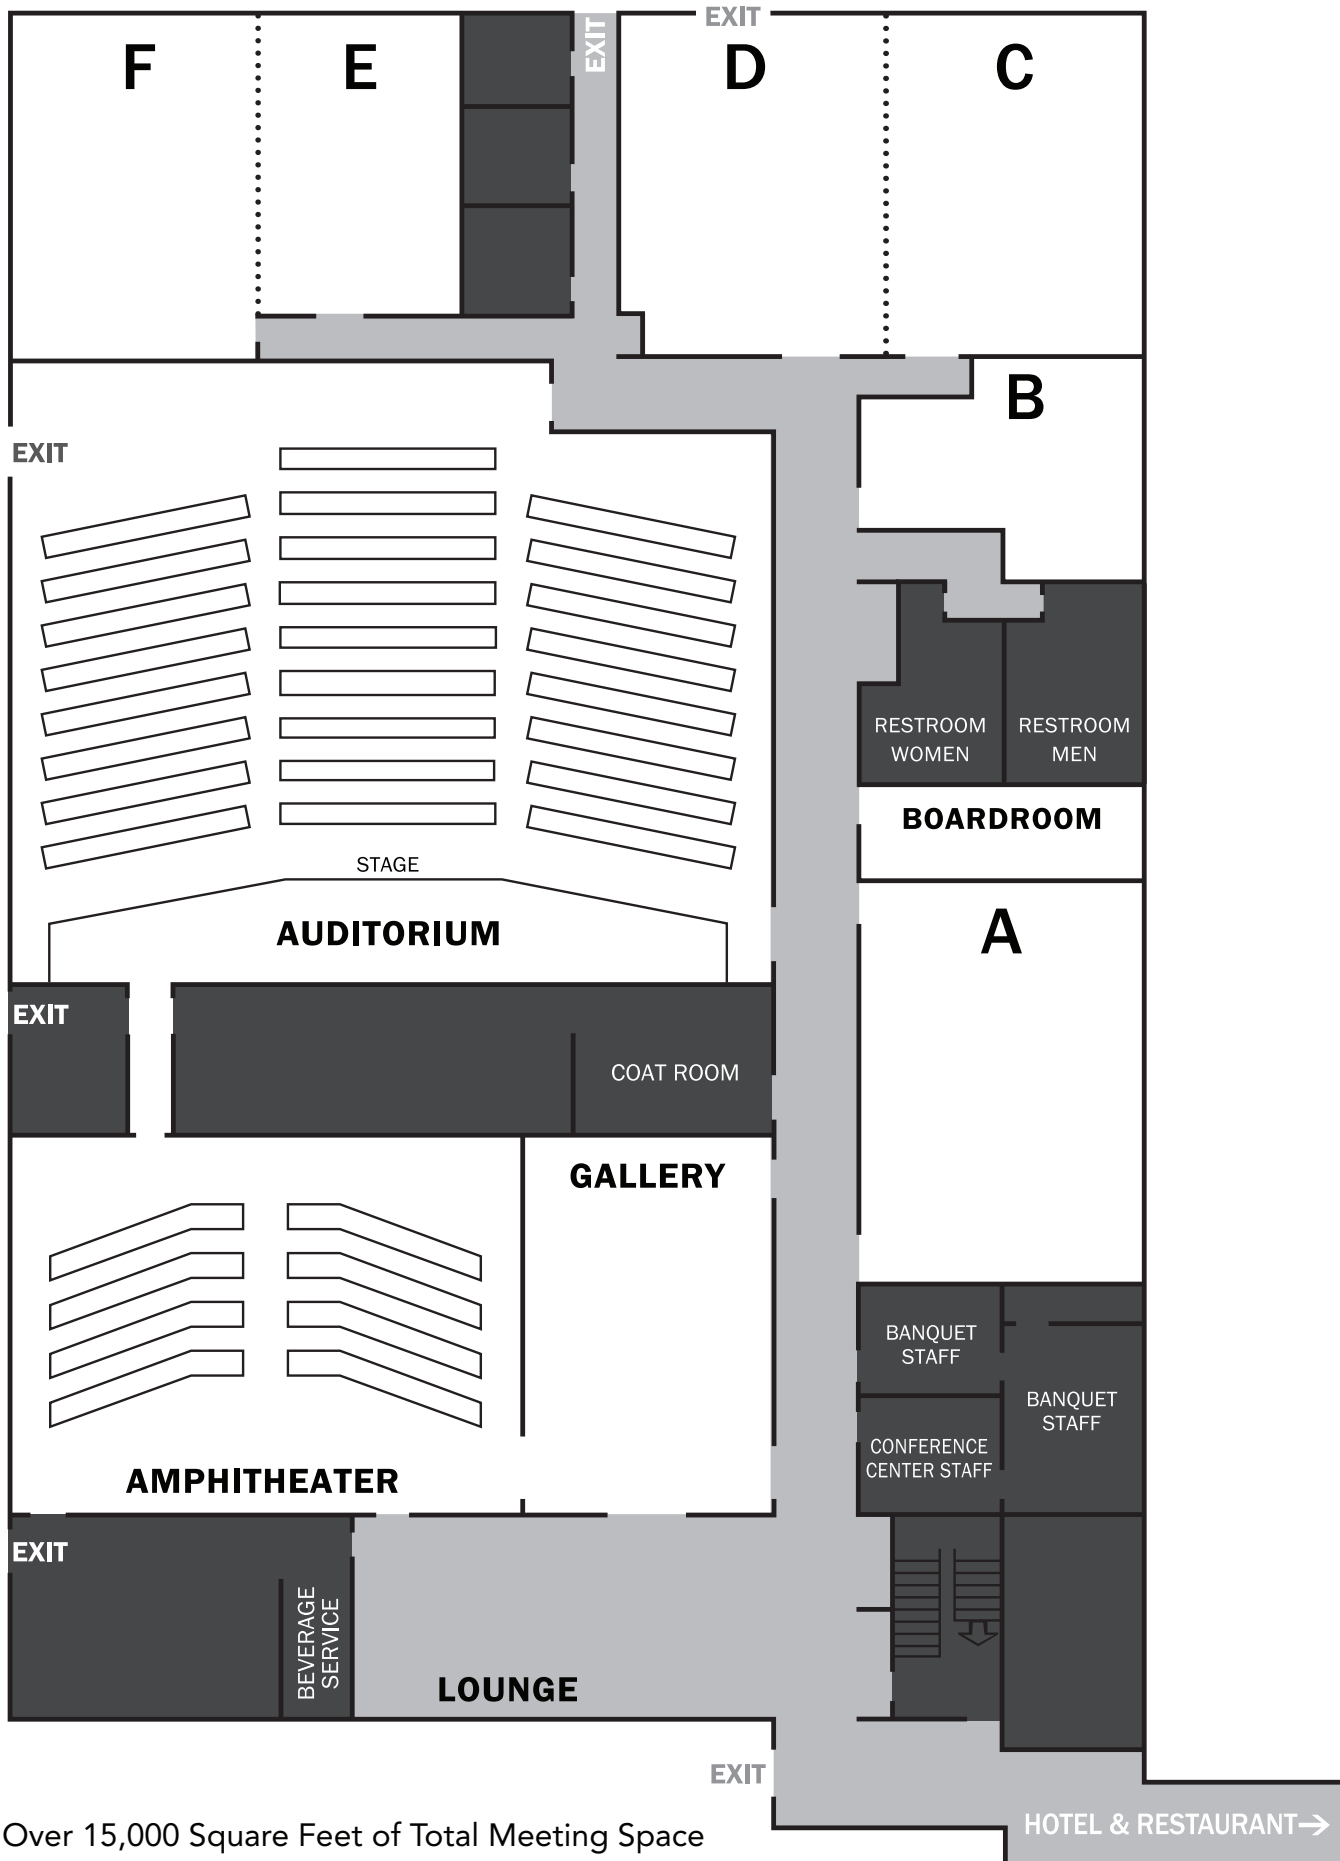 EXIT
EXIT
F
E
D
C
B
EXIT
RESTROOM
WOMEN
RESTROOM
MEN
BOARDROOM
STAGE
AUDITORIUM
A
EXIT
COAT ROOM
GALLERY
BANQUET
STAFF
BANQUET
STAFF
CONFERENCE
CENTER STAFF
AMPHITHEATER
EXIT
BEVERAGE
SERVICE
LOUNGE
EXIT
HOTEL & RESTAURANT→
Over 15,000 Square Feet of Total Meeting Space